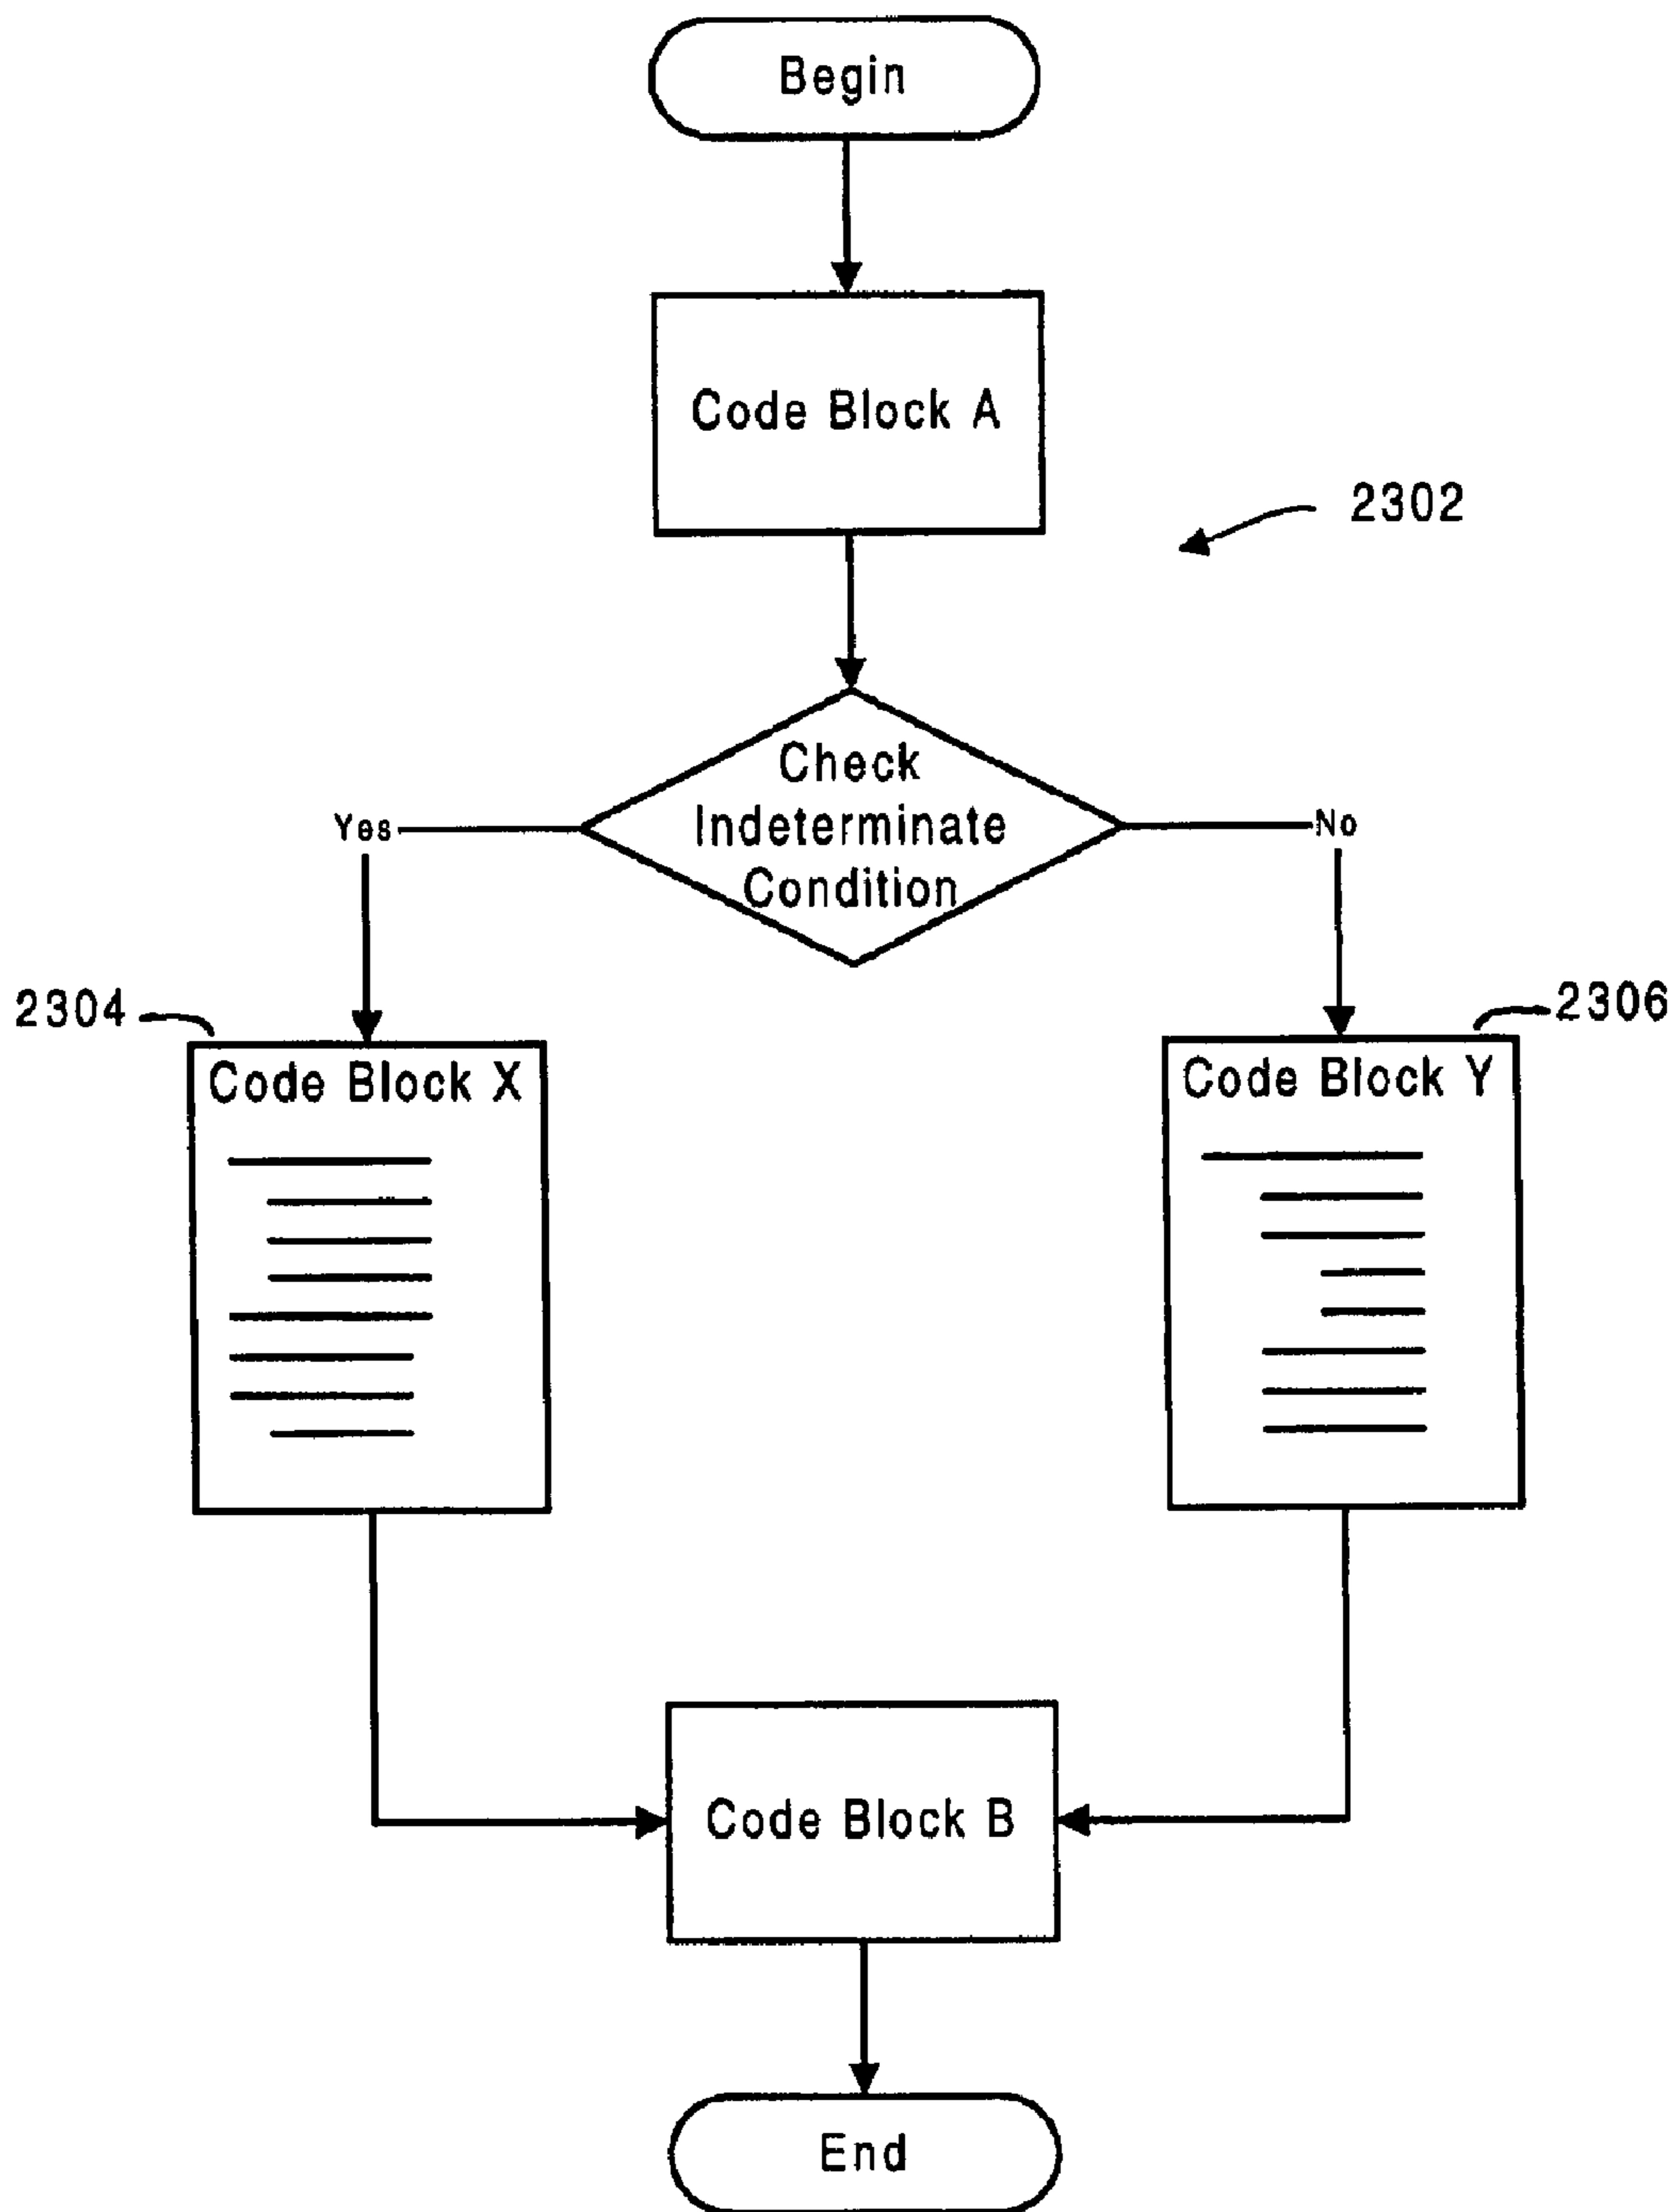 Begin
Code Block A
2302
Check
Indeterminate
Condition
Yes
No
2304
2306
Code Block X
Code Block Y
Code Block B
End